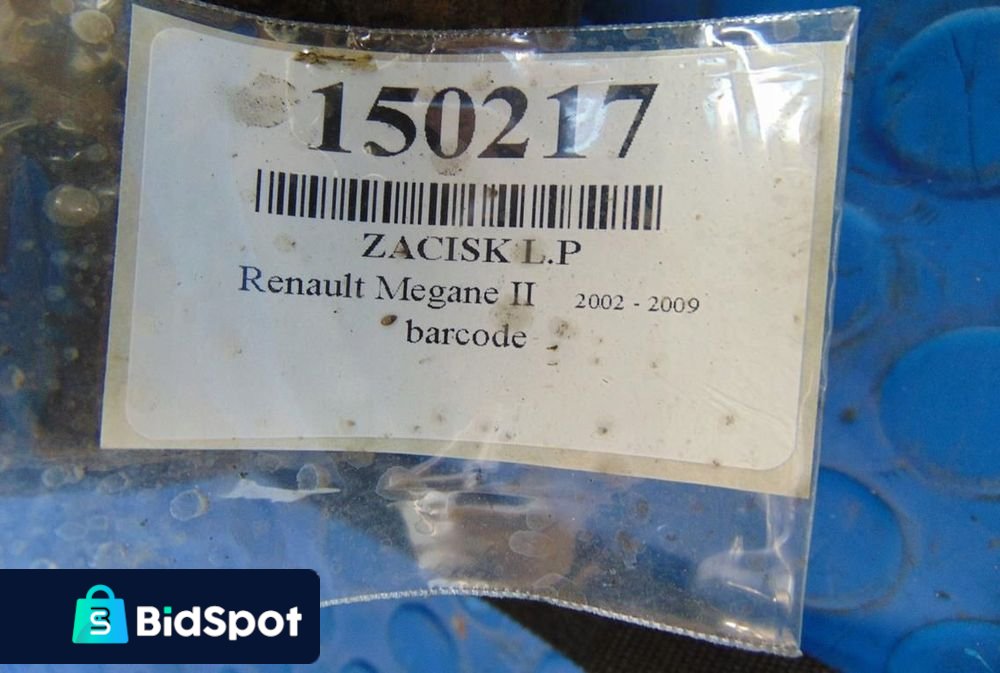 150217
ZACISK L.P
Renault Megane II 2002 - 2009
barcode
BidSpot